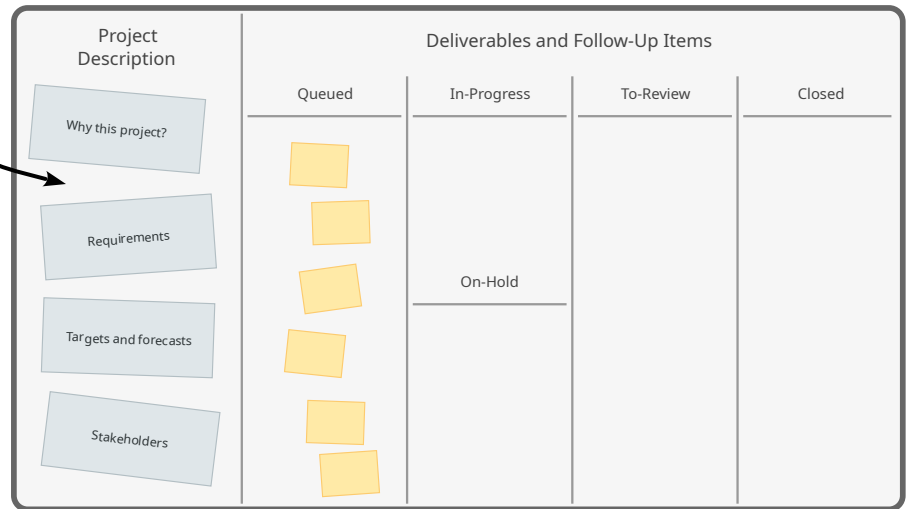 Project
Description
Deliverables and Follow-Up Items
Queued
In-Progress
To-Review
Closed
Why this project?
Requirements
On-Hold
Targets and forecasts
Stakeholders